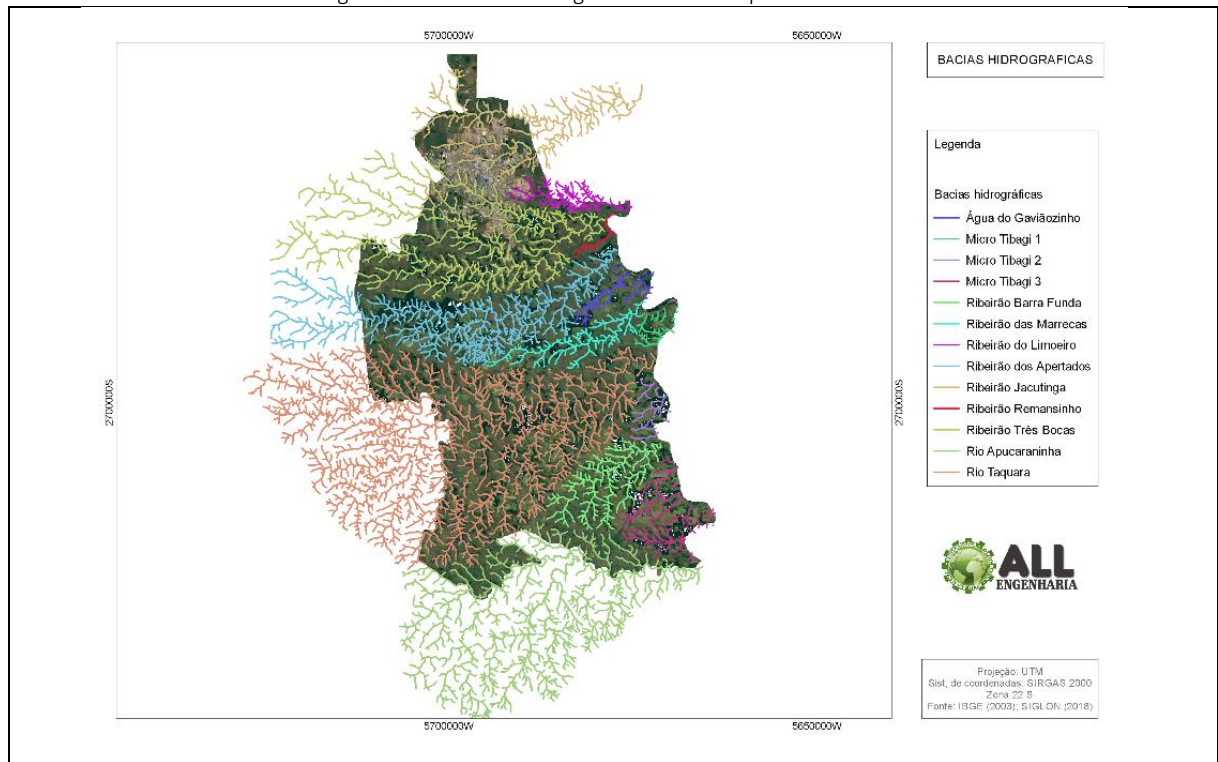 5700000W 5650000W
BACIAS HIDROGRAFICAS
Legenda
Bacias hidrográficas
Água do Gaviãozinho
Micro Tibagi 1
Micro Tibagi 2
Micro Tibagi 3
Ribeirão Barra Funda
Ribeirão das Marrecas
Ribeirão do Limoeiro
Ribeirão dos Apertados
Ribeirão Jacutinga
Ribeirão Remansinho
Ribeirão Três Bocas
Rio Apucaraninha
Rio Taquara
2700000S 2700000S
ALL
ENGENHARIA
Projeção: UTM
Sist, de coordenadas: SIRGAS 2000
Zona 22 S
Fonte: IBGE (2003); SIGLON (2018)
5700000W 5650000W